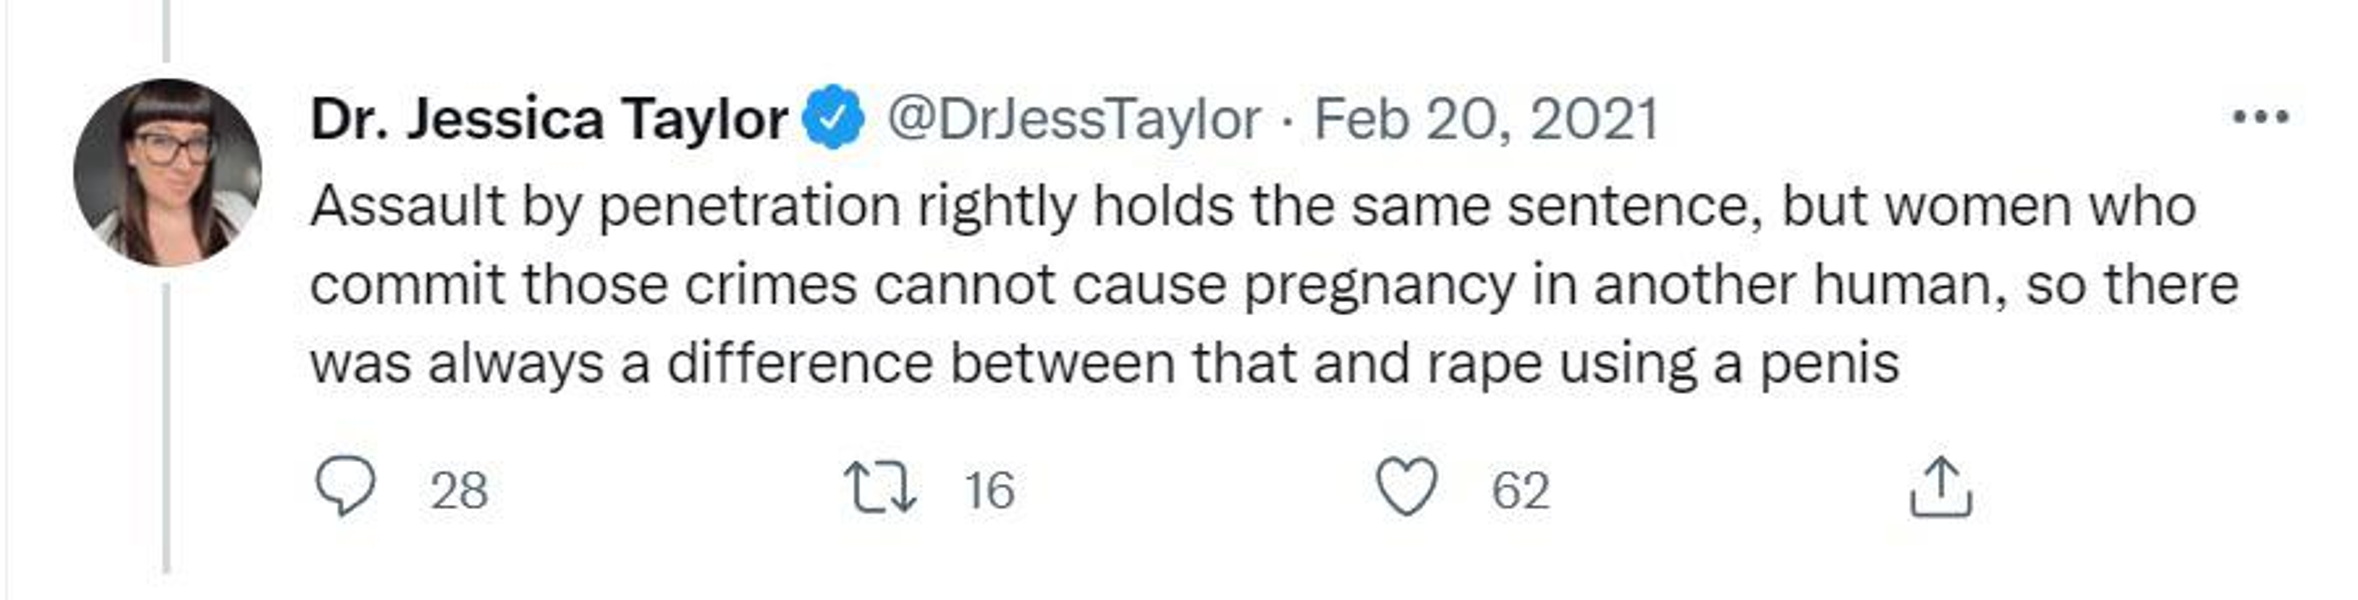 Dr. Jessica Taylor @DrJessTaylor · Feb 20, 2021
Assault by penetration rightly holds the same sentence, but women who
commit those crimes cannot cause pregnancy in another human, so there
was always a difference between that and rape using a penis
28 16 62